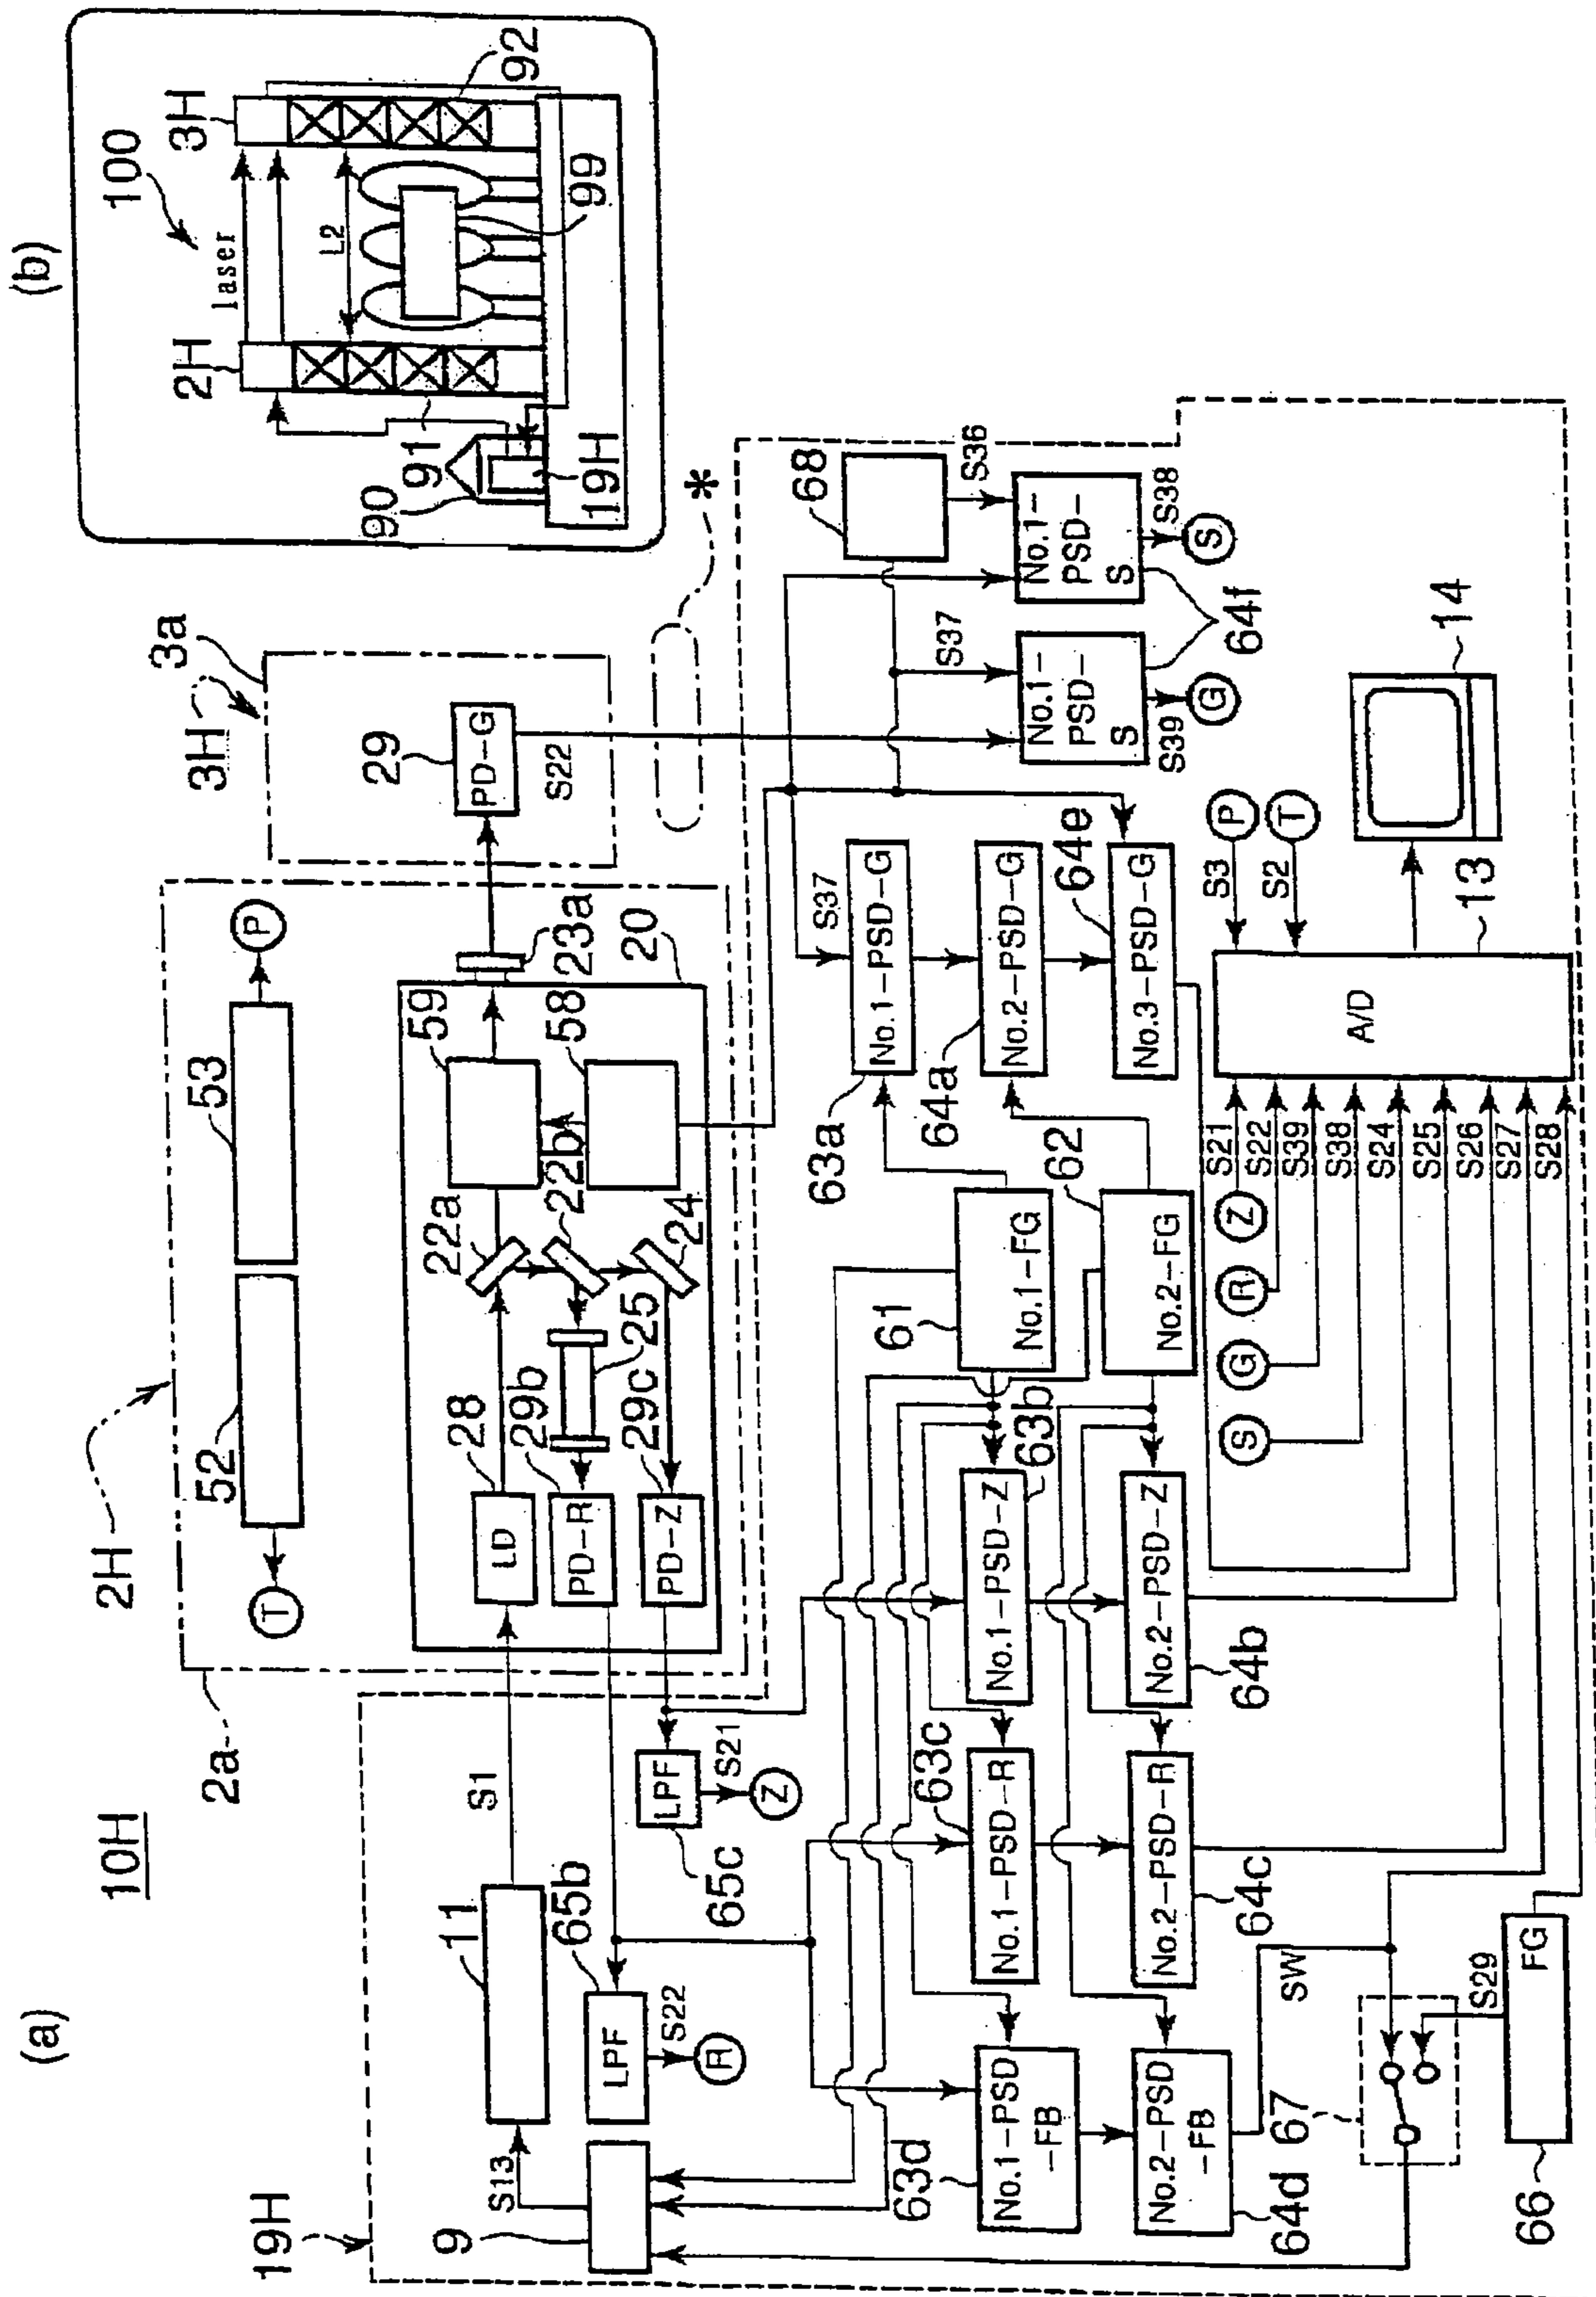 (a)
10H
19H
2a
2H
52
53
T
P
3H
3a
11
S1
S13
9
65b
LPF
S22
R
65c
LPF
S21
Z
28
LD
29b
PD-R
29c
PD-Z
22a
22b
24
25
59
58
20
23a
29
PD-G
S22
*
63d
No.1-PSD
-FB
64d
No.2-PSD
-FB
63c
No.1-PSD-R
64c
No.2-PSD-R
63b
No.1-PSD-Z
64b
No.2-PSD-Z
61
No.1-FG
62
No.2-FG
63a
No.1-PSD-G
S37
64a
No.2-PSD-G
64e
No.3-PSD-G
68
S36
S37
No.1-
PSD-
S
No.1-
PSD-
S
64f
S39
G
S38
S
SW
67
S29
66
FG
S
G
R
Z
S21
S22
S39
S38
S24
S25
S26
S27
S28
A/D
S3
P
S2
T
13
14
(b)
100
2H
laser
3H
L2
90
91
19H
99
92